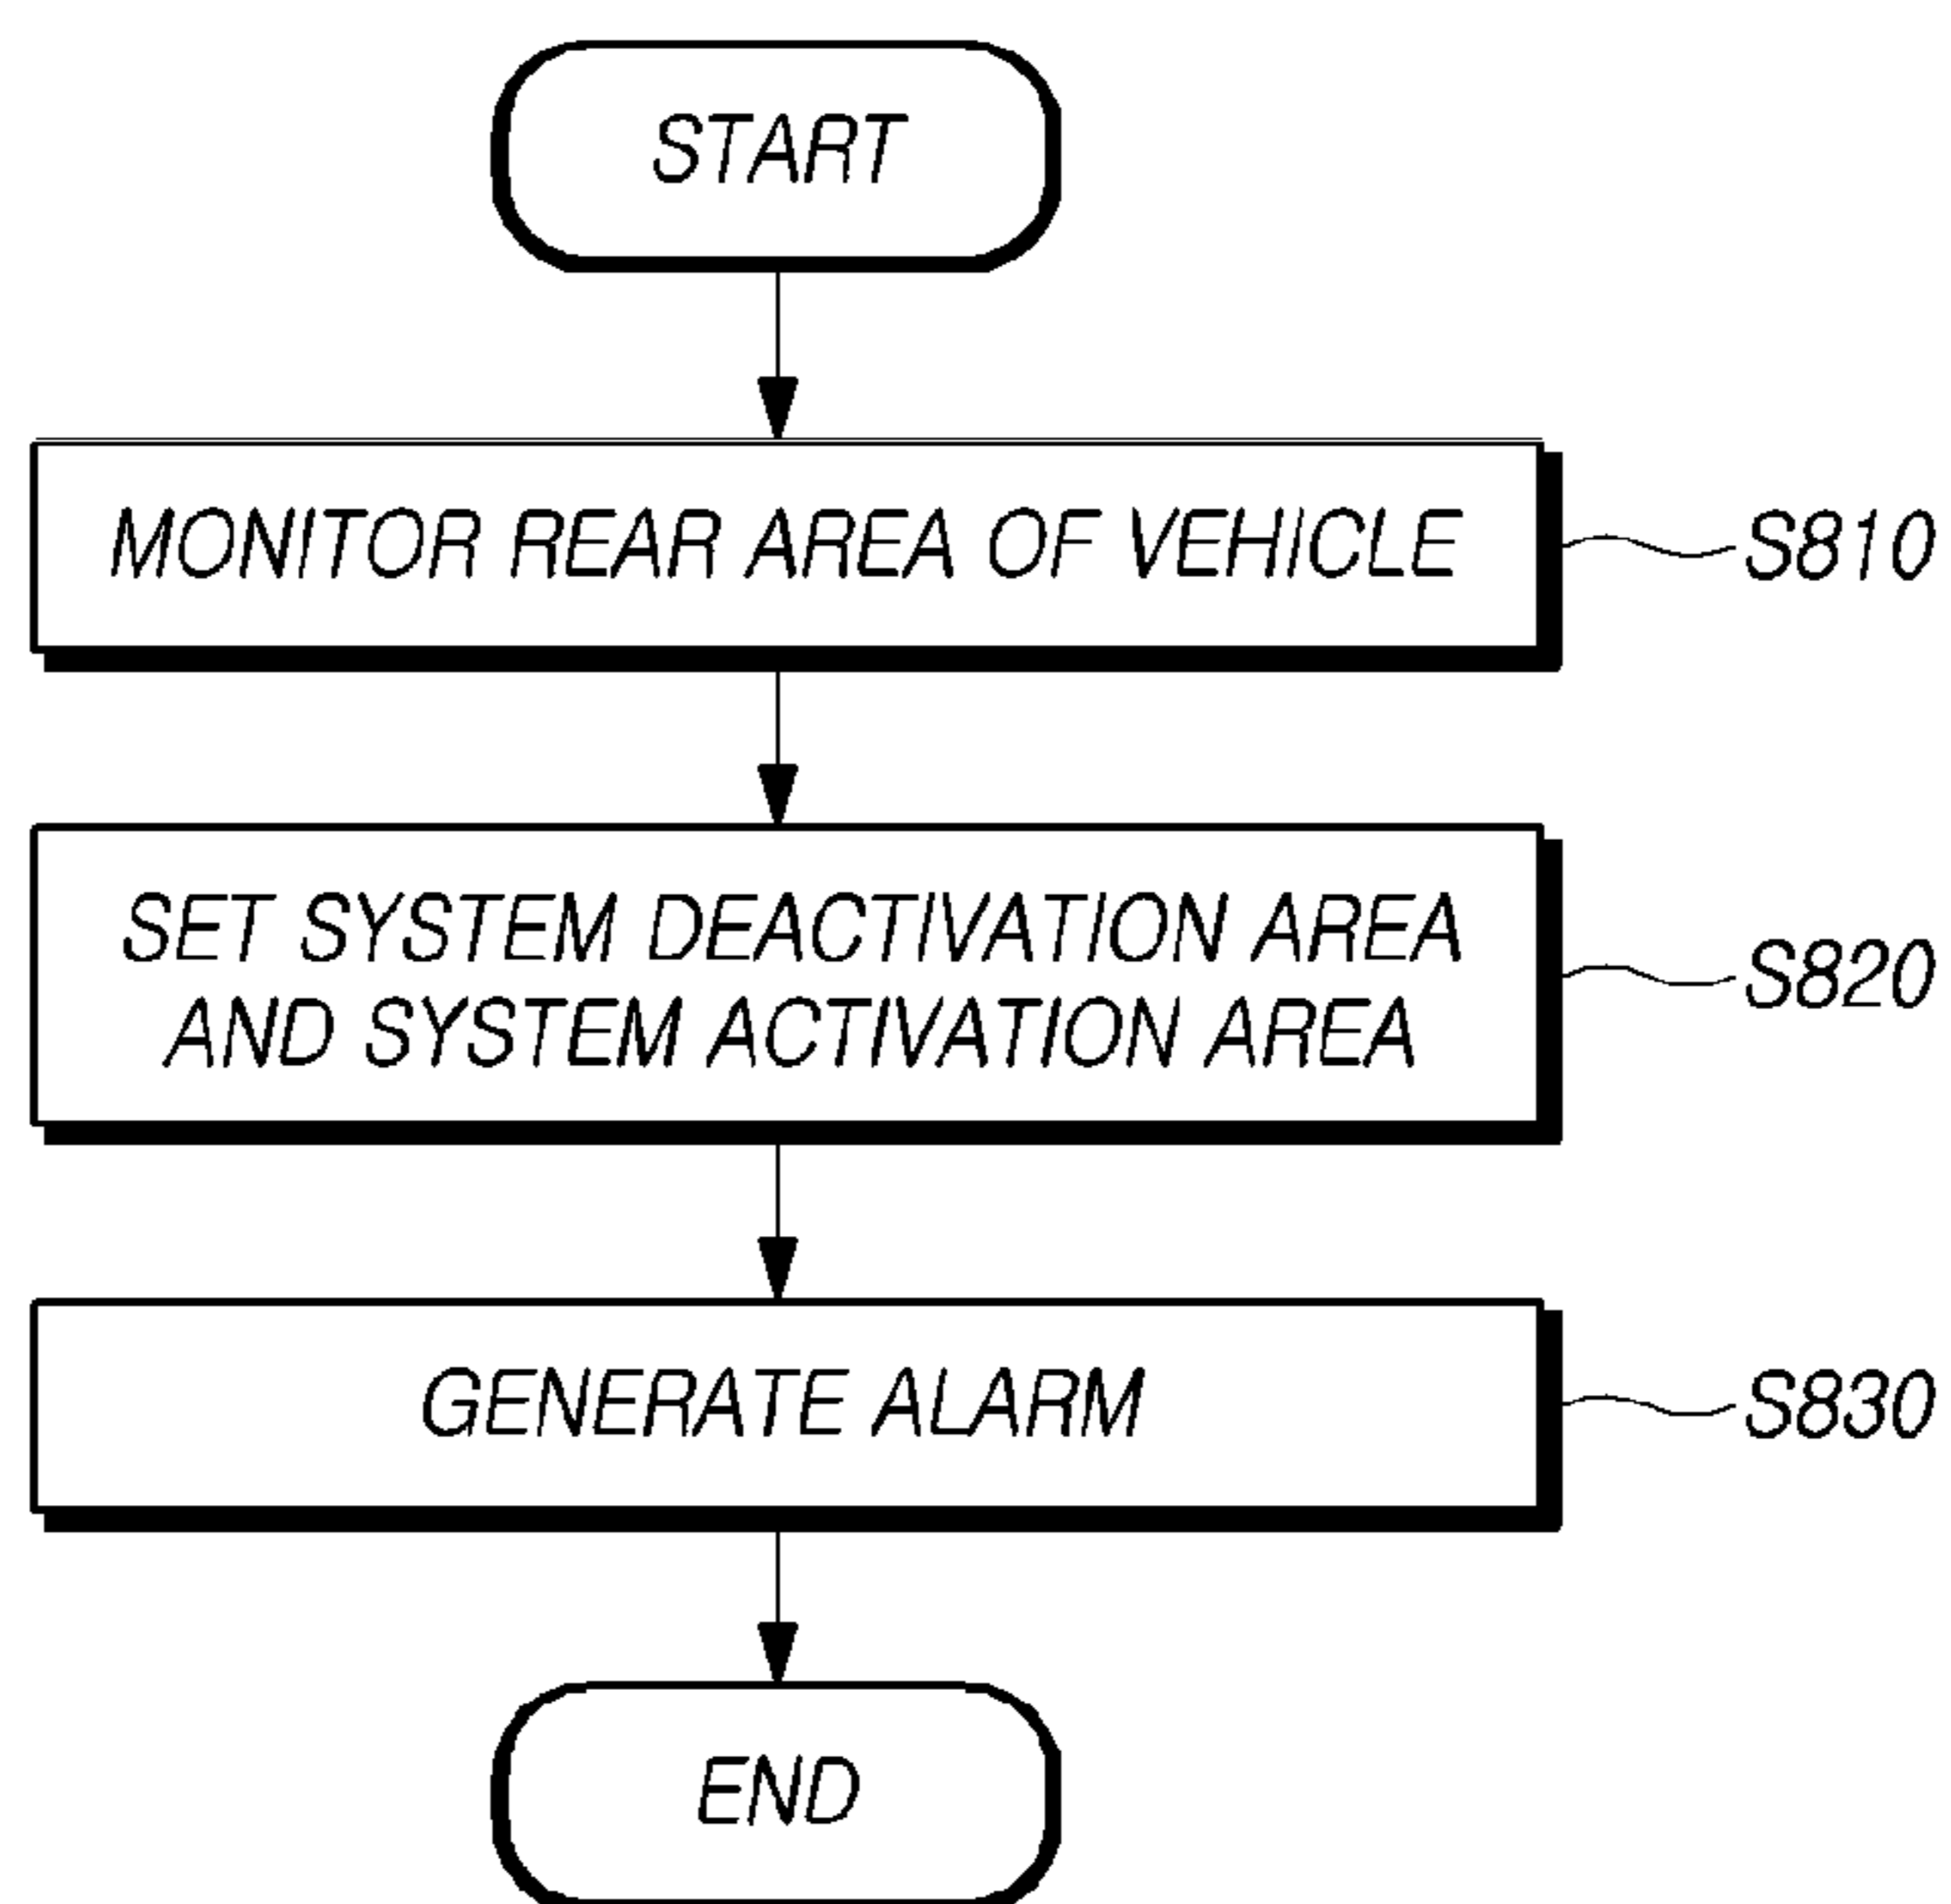 START
MONITOR REAR AREA OF VEHICLE
S810
SET SYSTEM DEACTIVATION AREA
AND SYSTEM ACTIVATION AREA
S820
GENERATE ALARM
S830
END